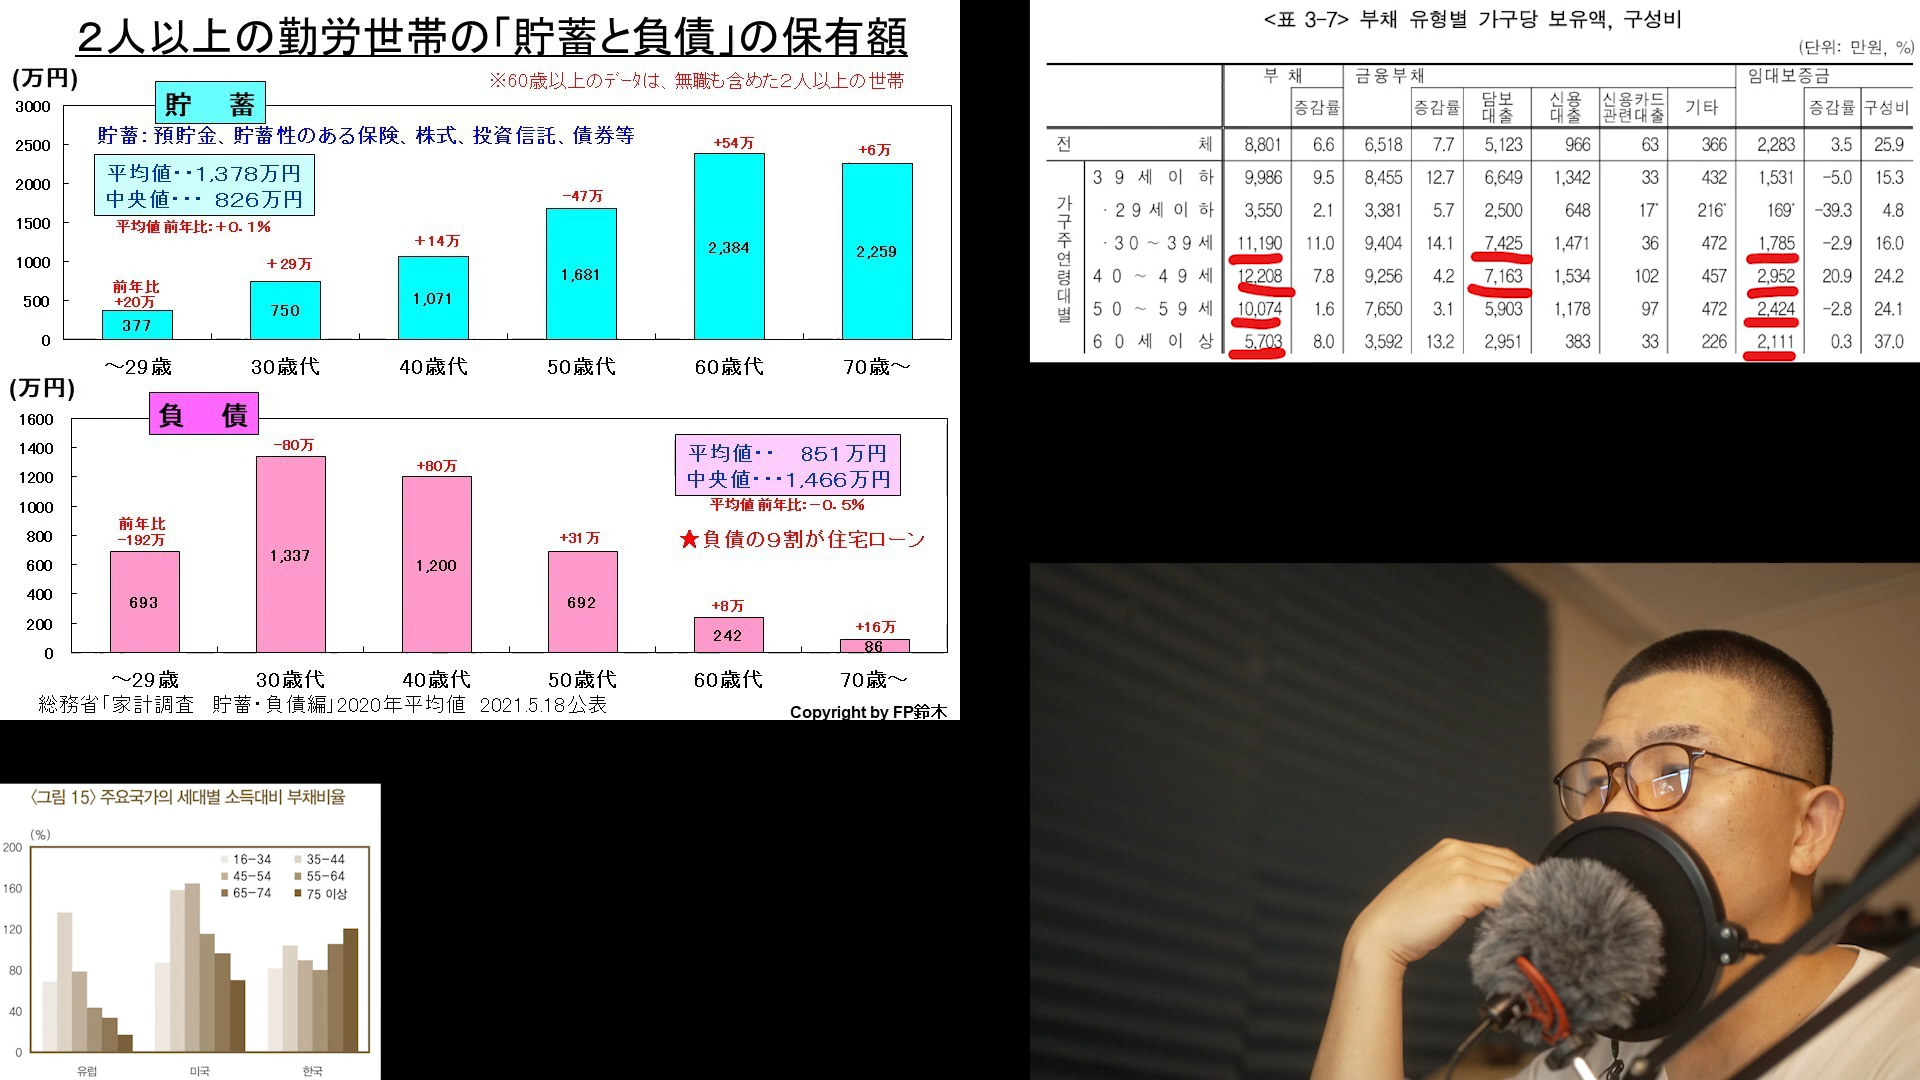 ２人以上の勤労世帯の「貯蓄と負債」の保有額
(万円)
※60歳以上のﾃﾞｰﾀは、無職も含めた２人以上の世帯
貯　蓄
貯蓄：預貯金、貯蓄性のある保険、株式、投資信託、債券等
平均値‥1,378万円
中央値… 826万円
平均値 前年比：+0.1%
3000
2500
2000
1500
1000
500
0
前年比
+20万
+29万
+14万
-47万
+54万
+6万
377
750
1,071
1,681
2,384
2,259
～29歳
30歳代
40歳代
50歳代
60歳代
70歳～
(万円)
負　債
1600
1400
1200
1000
800
600
400
200
0
平均値‥ 851万円
中央値…1,466万円
平均値 前年比：-0.5%
★負債の９割が住宅ローン
前年比
-192万
-80万
+80万
+31万
+8万
+16万
693
1,337
1,200
692
242
86
～29歳
30歳代
40歳代
50歳代
60歳代
70歳～
総務省「家計調査　貯蓄・負債編」2020年平均値　2021.5.18公表
Copyright by FP鈴木
<표 3-7> 부채 유형별 가구당 보유액, 구성비
(단위: 만원, %)
부 채 금융부채 임대보증금
증감률 증감률 담보대출 신용대출 신용카드관련대출 기타 증감률 구성비
전 체 8,801 6.6 6,518 7.7 5,123 966 63 366 2,283 3.5 25.9
가구주연령대별
39세이하 9,986 9.5 8,455 12.7 6,649 1,342 33 432 1,531 -5.0 15.3
·29세이하 3,550 2.1 3,381 5.7 2,500 648 17* 216* 169* -39.3 4.8
·30~39세 11,190 11.0 9,404 14.1 7,425 1,471 36 472 1,785 -2.9 16.0
40~49세 12,208 7.8 9,256 4.2 7,163 1,534 102 457 2,952 20.9 24.2
50~59세 10,074 1.6 7,650 3.1 5,903 1,178 97 472 2,424 -2.8 24.1
60세이상 5,703 8.0 3,592 13.2 2,951 383 33 226 2,111 0.3 37.0
〈그림 15〉 주요국가의 세대별 소득대비 부채비율
(%)
200
160
120
80
40
0
16-34 35-44
45-54 55-64
65-74 75 이상
유럽 미국 한국